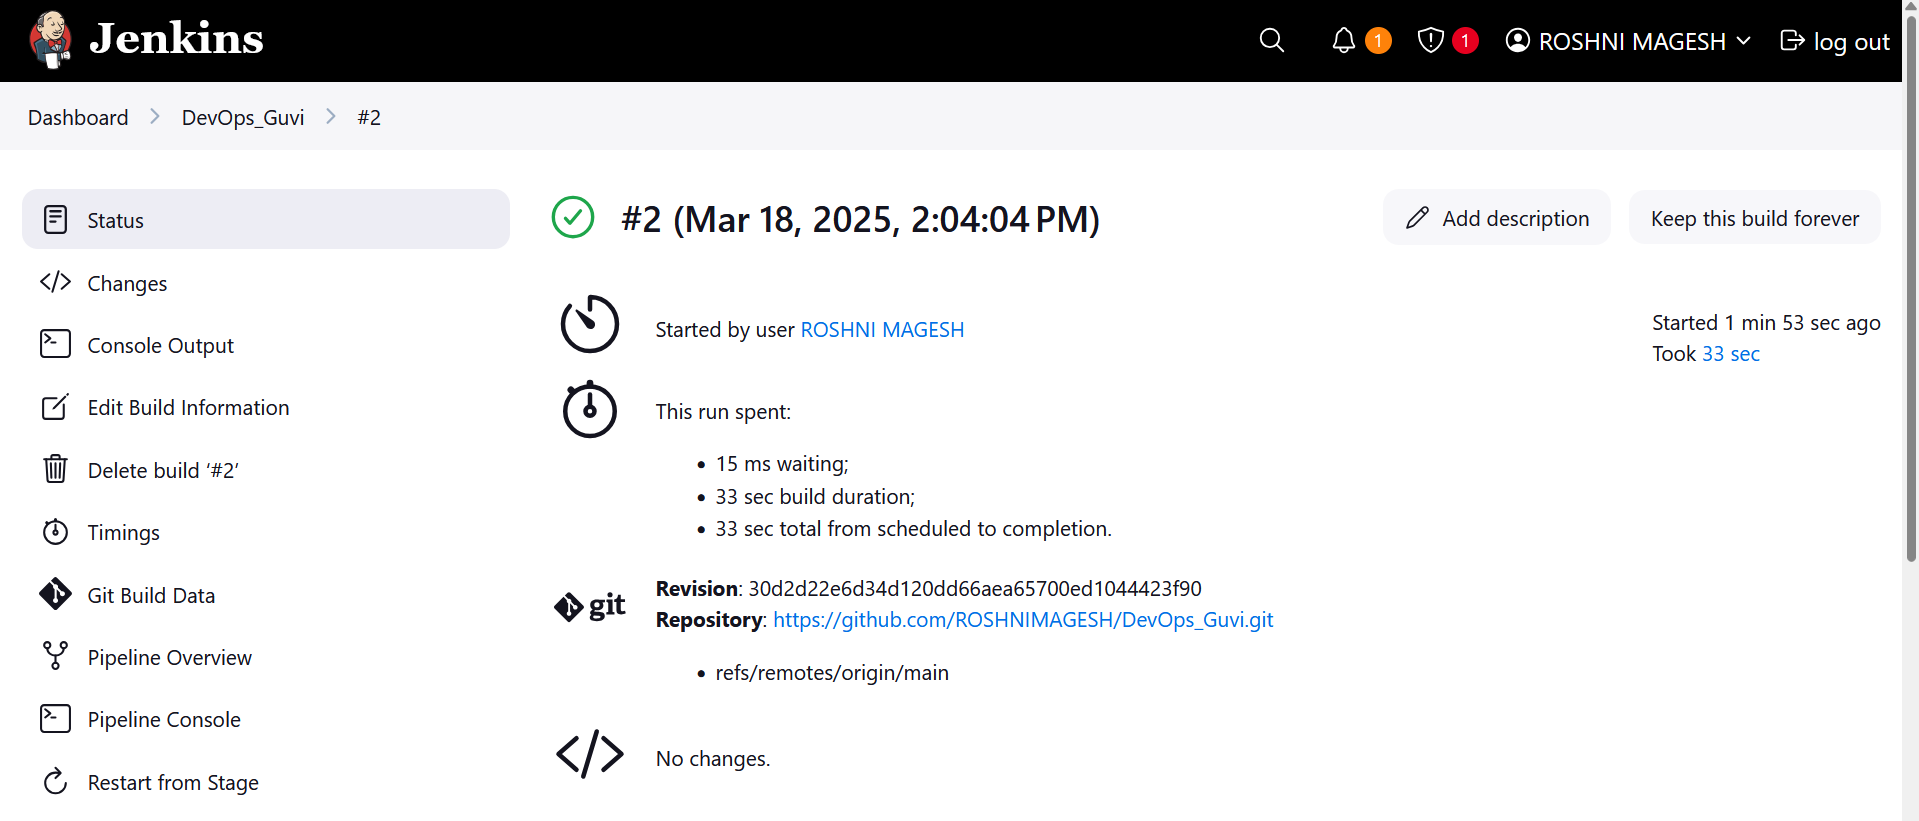 Jenkins
1
1
ROSHNI MAGESH
log out
Dashboard
DevOps_Guvi
#2
Status
Changes
Console Output
Edit Build Information
Delete build ‘#2’
Timings
Git Build Data
Pipeline Overview
Pipeline Console
Restart from Stage
#2 (Mar 18, 2025, 2:04:04 PM)
Add description
Keep this build forever
Started by user ROSHNI MAGESH
Started 1 min 53 sec ago
Took 33 sec
This run spent:
• 15 ms waiting;
• 33 sec build duration;
• 33 sec total from scheduled to completion.
git
Revision: 30d2d22e6d34d120dd66aea65700ed1044423f90
Repository: https://github.com/ROSHNIMAGESH/DevOps_Guvi.git
• refs/remotes/origin/main
No changes.